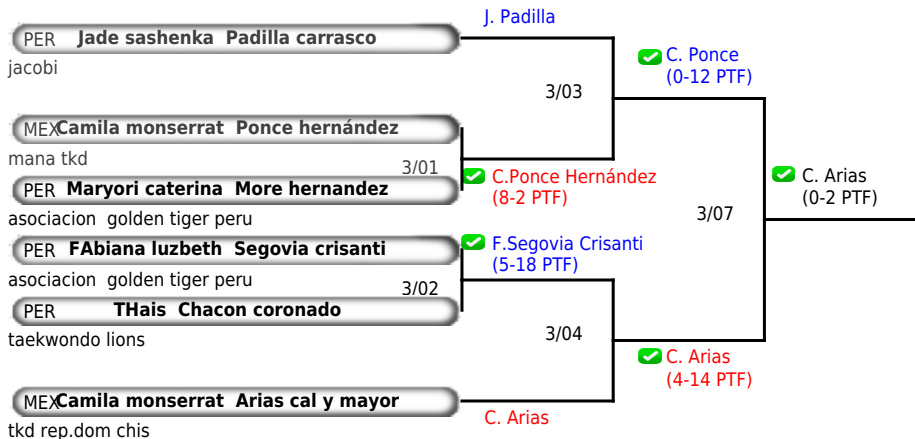 J. Padilla
PER Jade sashenka Padilla carrasco
jacobi
C. Ponce
(0-12 PTF)
3/03
MEX Camila monserrat Ponce hernández
mana tkd
3/01
C.Ponce Hernández
(8-2 PTF)
PER Maryori caterina More hernandez
asociacion golden tiger peru
C. Arias
(0-2 PTF)
3/07
PER FAbiana luzbeth Segovia crisanti
asociacion golden tiger peru
F.Segovia Crisanti
(5-18 PTF)
3/02
PER THais Chacon coronado
taekwondo lions
3/04
C. Arias
(4-14 PTF)
MEX Camila monserrat Arias cal y mayor
tkd rep.dom chis
C. Arias